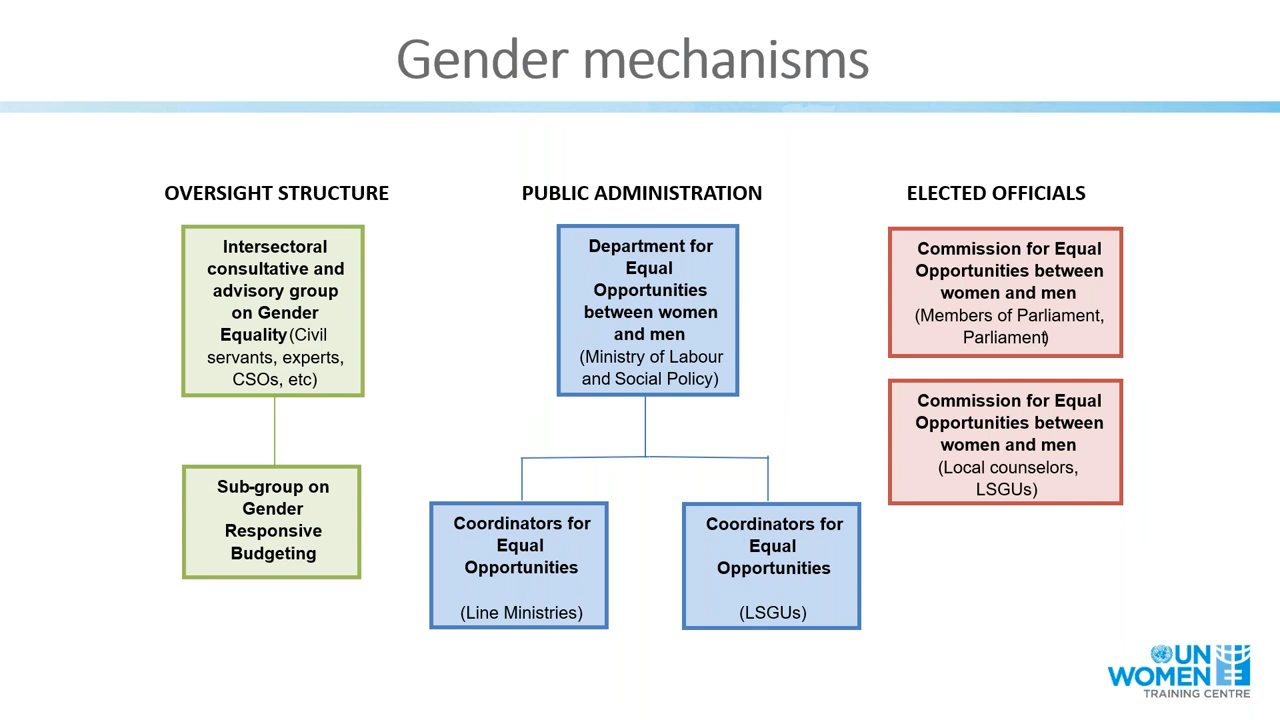 Gender mechanisms
OVERSIGHT STRUCTURE
Intersectoral
consultative and
advisory group
on Gender
Equality(Civil
servants, experts,
CSOs, etc)
Sub-group on
Gender
Responsive
Budgeting
PUBLIC ADMINISTRATION
Department for
Equal
Opportunities
between women
and men
(Ministry of Labour
and Social Policy)
Coordinators for
Equal
Opportunities
(Line Ministries)
Coordinators for
Equal
Opportunities
(LSGUs)
ELECTED OFFICIALS
Commission for Equal
Opportunities between
women and men
(Members of Parliament,
Parliament)
Commission for Equal
Opportunities between
women and men
(Local counselors,
LSGUs)
UN
WOMEN
TRAINING CENTRE